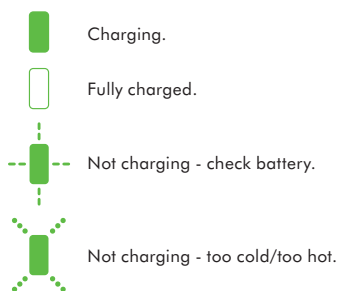 Charging.
Fully charged.
Not charging - check battery.
Not charging - too cold/too hot.